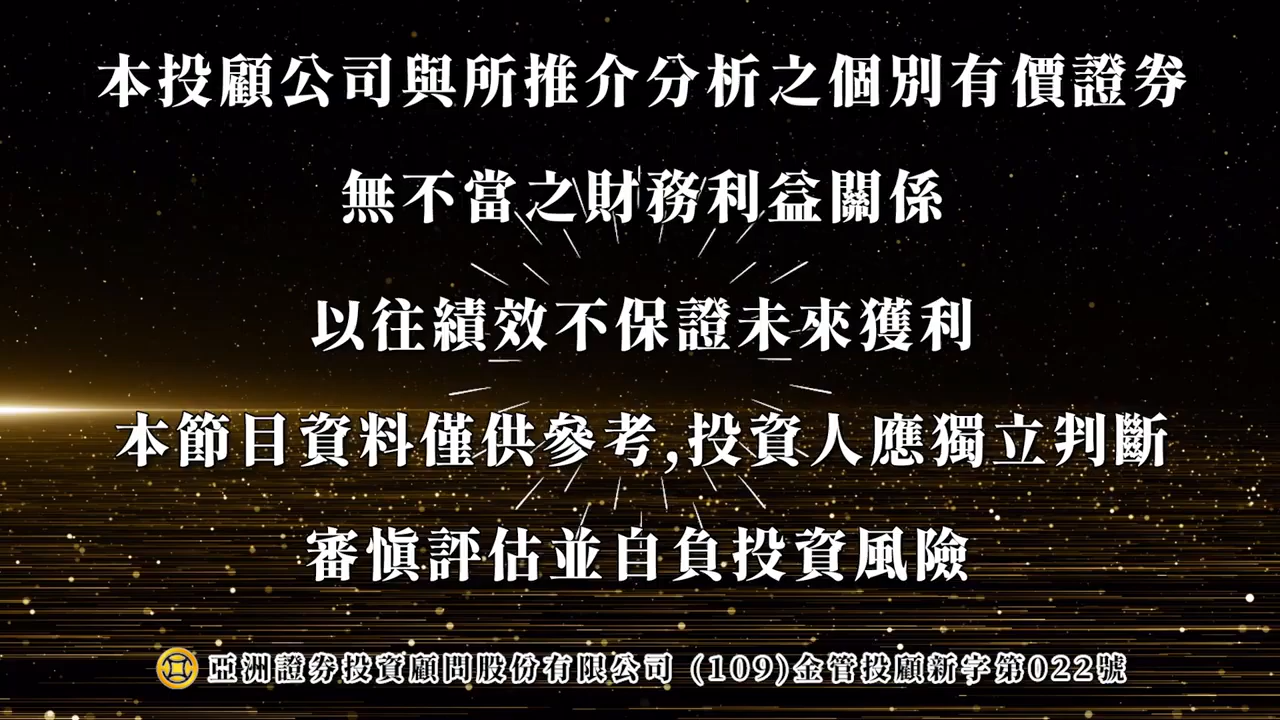 本投顧公司與所推介分析之個別有價證券
無不當之財務利益關係
以往績效不保證未來獲利
本節目資料僅供參考,投資人應獨立判斷
審慎評估並自負投資風險
亞洲證券投資顧問股份有限公司 (109)金管投顧新字第022號